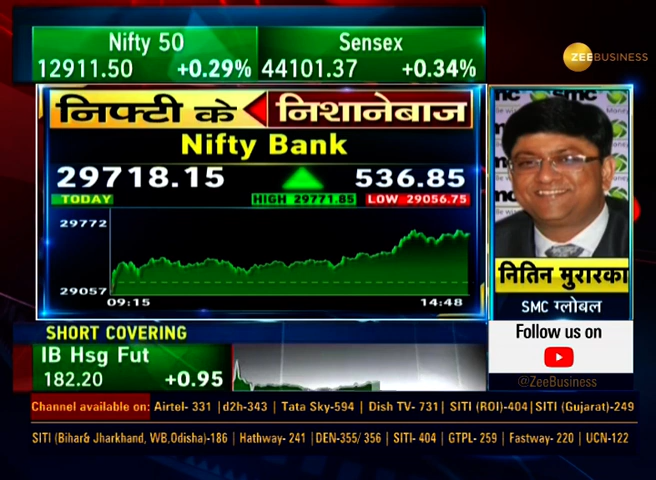 Nifty 50
12911.50 +0.29%
Sensex
44101.37 +0.34%
ZEEBUSINESS
निफ्टी के निशानेबाज
Nifty Bank
29718.15 536.85
TODAY HIGH 29771.85 LOW 29056.75
29772
29057
09:15 14:48
smc
नितिन मुरारका
SMC ग्लोबल
Follow us on
@ZeeBusiness
SHORT COVERING
IB Hsg Fut
182.20 +0.95
Channel available on: Airtel- 331 | d2h-343 | Tata Sky-594 | Dish TV- 731| SITI (ROI)-404| SITI (Gujarat)-249
SITI (Bihar& Jharkhand, WB,Odisha)-186 | Hathway- 241 |DEN-355/ 356 | SITI- 404 | GTPL- 259 | Fastway- 220 | UCN-122